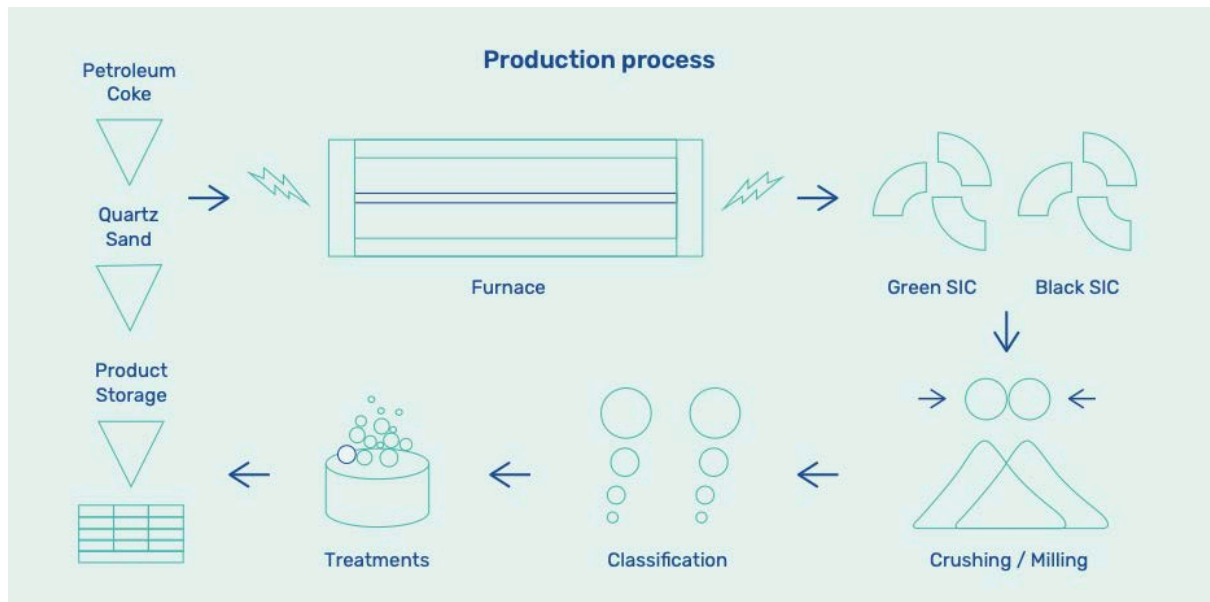 Production process
Petroleum
Coke
Quartz
Sand
Furnace
Green SIC
Black SIC
Product
Storage
Treatments
Classification
Crushing / Milling